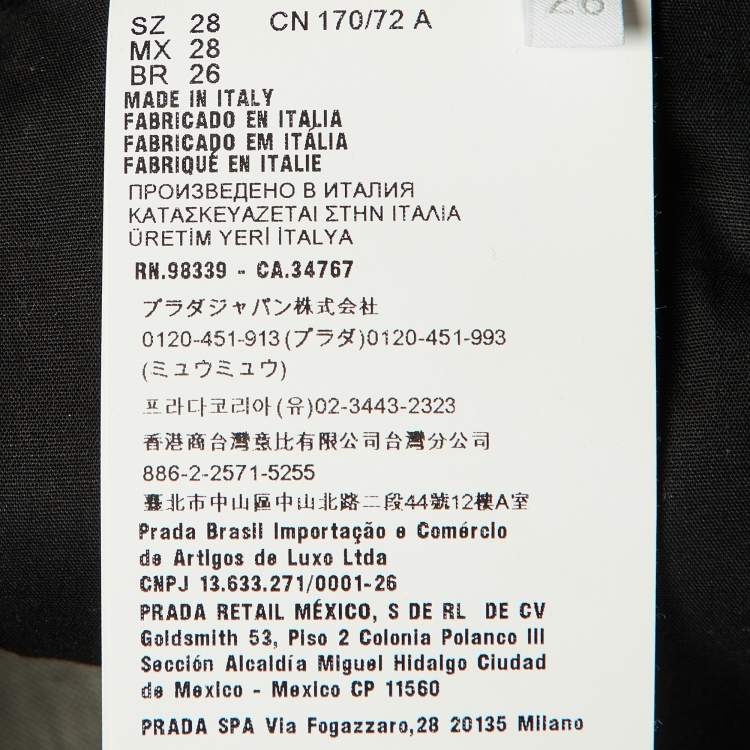 26
SZ 28 CN 170/72 A
MX 28
BR 26
MADE IN ITALY
FABRICADO EN ITALIA
FABRICADO EM ITÁLIA
FABRIQUÉ EN ITALIE
ПРОИЗВЕДЕНО В ИТАЛИЯ
ΚΑΤΑΣΚΕΥΑΖΕΤΑΙ ΣΤΗΝ ΙΤΑΛΙΑ
ÜRETİM YERİ İTALYA
RN.98339 - CA.34767
プラダジャパン株式会社
0120-451-913(プラダ)0120-451-993
(ミュウミュウ)
프라다코리아(유)02-3443-2323
香港商台灣意比有限公司台灣分公司
886-2-2571-5255
臺北市中山區中山北路二段44號12樓A室
Prada Brasil Importação e Comércio
de Artigos de Luxo Ltda
CNPJ 13.633.271/0001-26
PRADA RETAIL MÉXICO, S DE RL DE CV
Goldsmith 53, Piso 2 Colonia Polanco III
Sección Alcaldía Miguel Hidalgo Ciudad
de Mexico - Mexico CP 11560
PRADA SPA Via Fogazzaro,28 20135 Milano